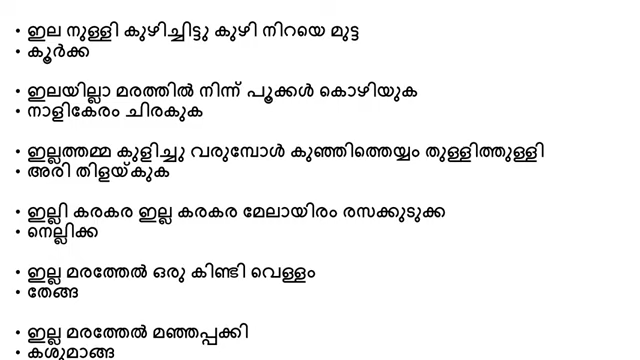 • ഇല നുള്ളി കുഴിച്ചിട്ടു കുഴി നിറയെ മുട്ട
• കൂർക്ക
• ഇലയില്ലാ മരത്തിൽ നിന്ന് പൂക്കൾ കൊഴിയുക
• നാളികേരം ചിരകുക
• ഇല്ലത്തമ്മ കുളിച്ചു വരുമ്പോൾ കുഞ്ഞിത്തെയ്യം തുള്ളിത്തുള്ളി
• അരി തിളയ്കുക
• ഇല്ലി കരകര ഇല്ല കരകര മേലായിരം രസക്കുടുക്ക
• നെല്ലിക്ക
• ഇല്ല മരത്തേൽ ഒരു കിണ്ടി വെള്ളം
• തേങ്ങ
• ഇല്ല മരത്തേൽ മഞ്ഞപ്പക്കി
• കശുമാങ്ങ